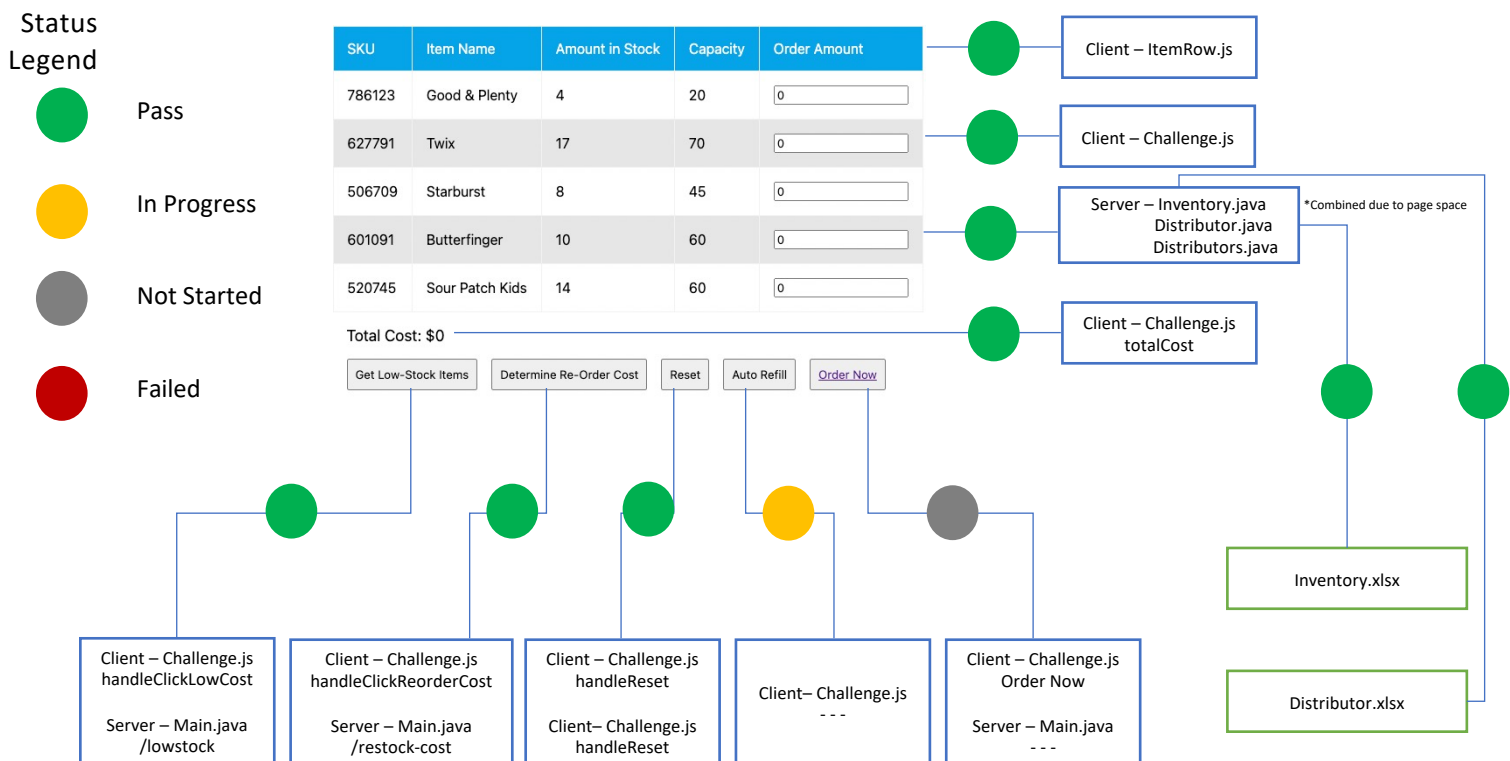 Status
Legend
Pass
In Progress
Not Started
Failed
SKU Item Name Amount in Stock Capacity Order Amount
786123 Good & Plenty 4 20 0
627791 Twix 17 70 0
506709 Starburst 8 45 0
601091 Butterfinger 10 60 0
520745 Sour Patch Kids 14 60 0
Total Cost: $0
Get Low-Stock Items Determine Re-Order Cost Reset Auto Refill Order Now
Client – ItemRow.js
Client – Challenge.js
Server – Inventory.java
Distributor.java
Distributors.java
*Combined due to page space
Client – Challenge.js
totalCost
Inventory.xlsx
Distributor.xlsx
Client – Challenge.js
handleClickLowCost
Server – Main.java
/lowstock
Client – Challenge.js
handleClickReorderCost
Server – Main.java
/restock-cost
Client – Challenge.js
handleReset
Client– Challenge.js
handleReset
Client– Challenge.js
- - -
Client – Challenge.js
Order Now
Server – Main.java
- - -